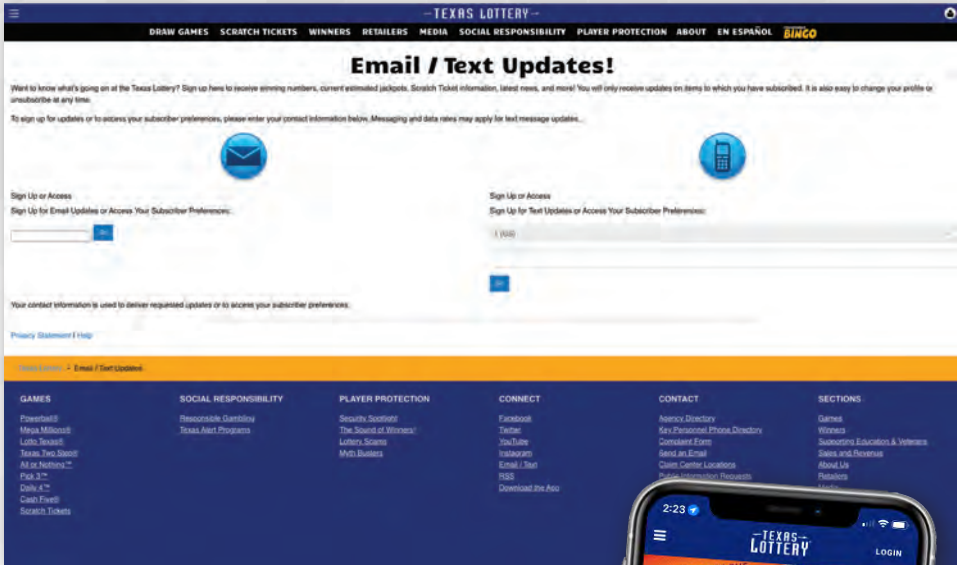 TEXAS LOTTERY
DRAW GAMES SCRATCH TICKETS WINNERS RETAILERS MEDIA SOCIAL RESPONSIBILITY PLAYER PROTECTION ABOUT EN ESPAÑOL BINGO
Email / Text Updates!
Want to know what's going on at the Texas Lottery? Sign up here to receive winning numbers, current estimated jackpots, Scratch Ticket information, latest news, and more! You will only receive updates on items to which you have subscribed. It is also easy to change your profile or
unsubscribe at any time.
To sign up for updates or to access your subscriber preferences, please enter your contact information below. Messaging and data rates may apply for text message updates.
Sign Up or Access
Sign Up for Email Updates or Access Your Subscriber Preferences:
Sign Up or Access
Sign Up for Text Updates or Access Your Subscriber Preferences:
1 (US)
Your contact information is used to deliver requested updates or to access your subscriber preferences.
Privacy Statement | Help
Email / Text Updates
GAMES
Powerball®
Mega Millions®
Lotto Texas®
Texas Two Step®
All or Nothing™
Pick 3™
Daily 4™
Cash Five®
Scratch Tickets
SOCIAL RESPONSIBILITY
Responsible Gambling
Texas Alert Programs
PLAYER PROTECTION
Security Spotlight
The Sound of Winners!
Lottery Scams
Myth Busters
CONNECT
Facebook
Twitter
YouTube
Instagram
Email / Text
RSS
Download the App
CONTACT
Agency Directory
Key Personnel Phone Directory
Complaint Form
Send an Email
Claim Center Locations
Public Information Requests
SECTIONS
Games
Winners
Supporting Education & Veterans
Sales and Revenue
About Us
Retailers
Media
2:23
TEXAS
LOTTERY
LOGIN